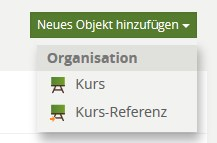 Neues Objekt hinzufügen
Organisation
Kurs
Kurs-Referenz